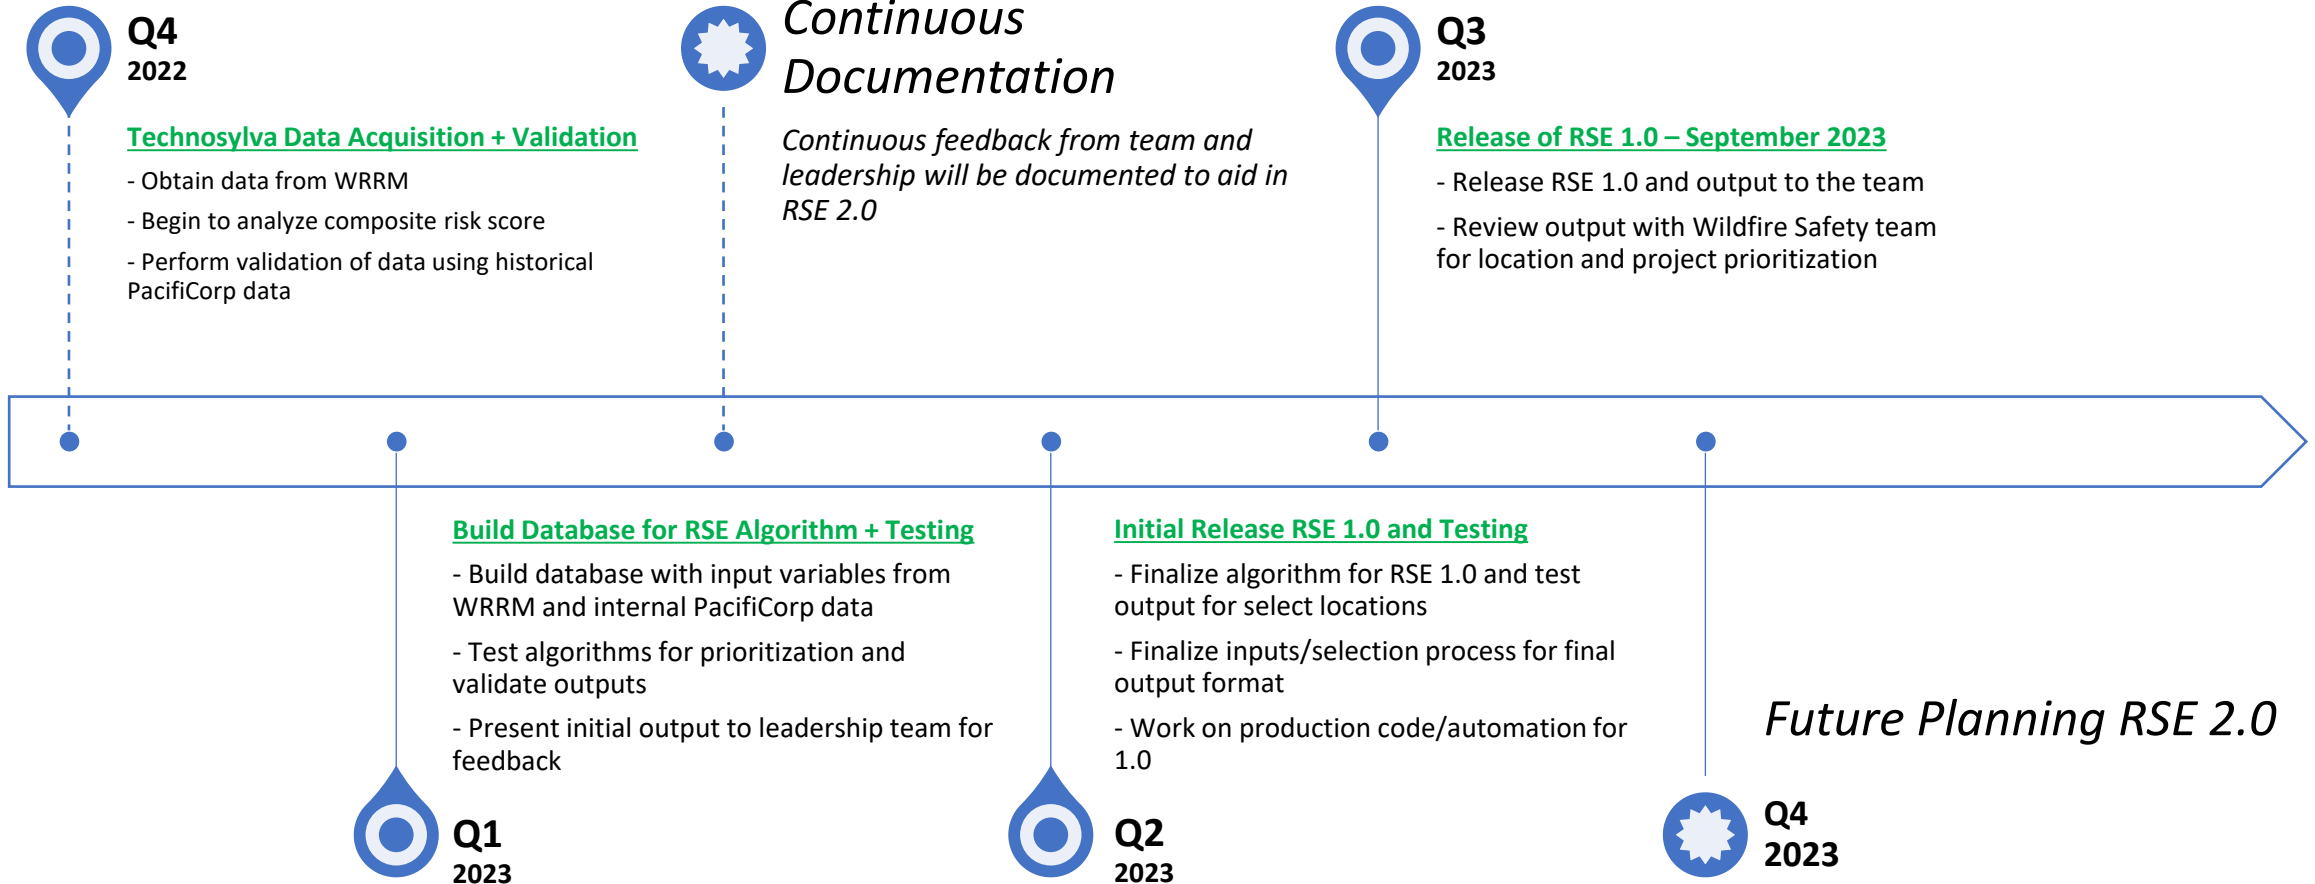 Q4
2022
Technosylva Data Acquisition + Validation
- Obtain data from WRRM
- Begin to analyze composite risk score
- Perform validation of data using historical
PacifiCorp data
Continuous
Documentation
Continuous feedback from team and
leadership will be documented to aid in
RSE 2.0
Q3
2023
Release of RSE 1.0 – September 2023
- Release RSE 1.0 and output to the team
- Review output with Wildfire Safety team
for location and project prioritization
Build Database for RSE Algorithm + Testing
- Build database with input variables from
WRRM and internal PacifiCorp data
- Test algorithms for prioritization and
validate outputs
- Present initial output to leadership team for
feedback
Q1
2023
Initial Release RSE 1.0 and Testing
- Finalize algorithm for RSE 1.0 and test
output for select locations
- Finalize inputs/selection process for final
output format
- Work on production code/automation for
1.0
Q2
2023
Future Planning RSE 2.0
Q4
2023